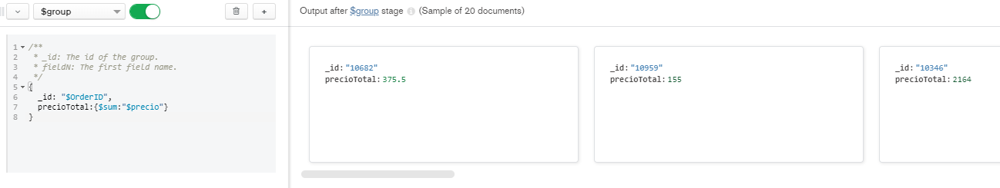 $group
+
Output after $group stage (Sample of 20 documents)
1 /**
2 * _id: The id of the group.
3 * fieldN: The first field name.
4 */
5 {
6 _id: "$OrderID",
7 precioTotal:{$sum:"$precio"}
8 }
_id: "10682"
precioTotal: 375.5
_id: "10959"
precioTotal: 155
_id: "10346"
precioTotal: 2164